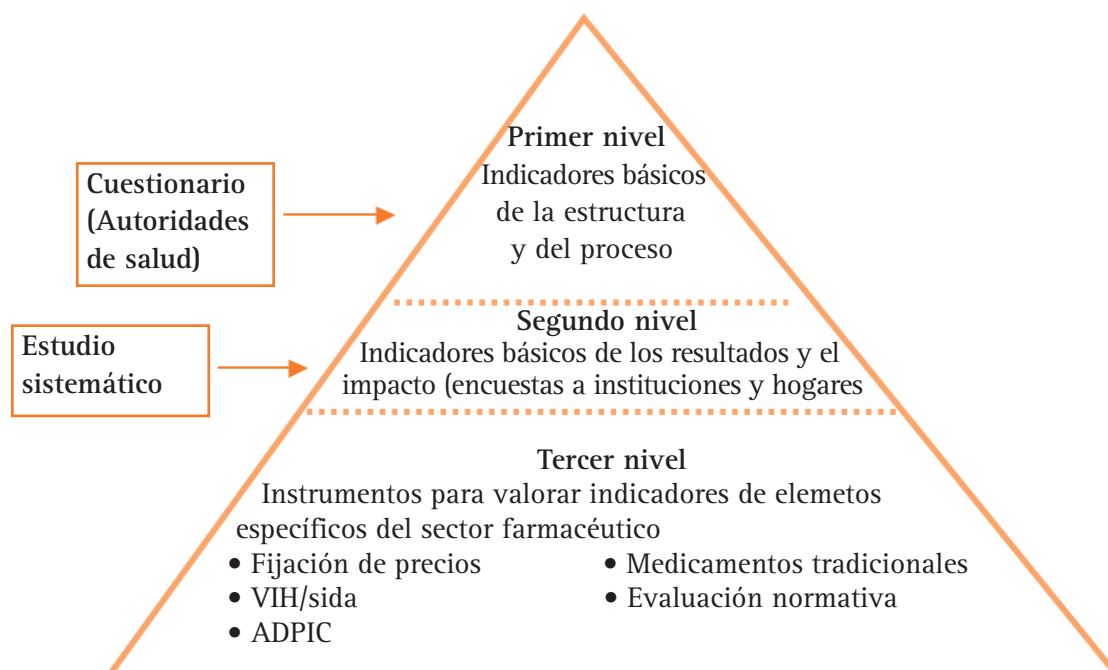 Primer nivel
Indicadores básicos
de la estructura
y del proceso
Cuestionario
(Autoridades
de salud)
Segundo nivel
Indicadores básicos de los resultados y el
impacto (encuestas a instituciones y hogares
Estudio
sistemático
Tercer nivel
Instrumentos para valorar indicadores de elemetos
específicos del sector farmacéutico
• Fijación de precios
• VIH/sida
• ADPIC
• Medicamentos tradicionales
• Evaluación normativa